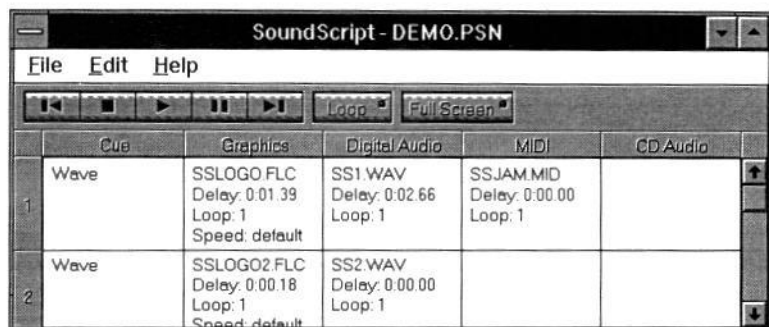 SoundScript - DEMO.PSN
File Edit Help
Loop Full Screen
Cue Graphics Digital Audio MIDI CD Audio
1
Wave SSLOGO.FLC SS1.WAV SSJAM.MID
Delay: 0:01.39 Delay: 0:02.66 Delay: 0:00.00
Loop: 1 Loop: 1 Loop: 1
Speed: default
2
Wave SSLOGO2.FLC SS2.WAV
Delay: 0:00.18 Delay: 0:00.00
Loop: 1 Loop: 1
Speed: default